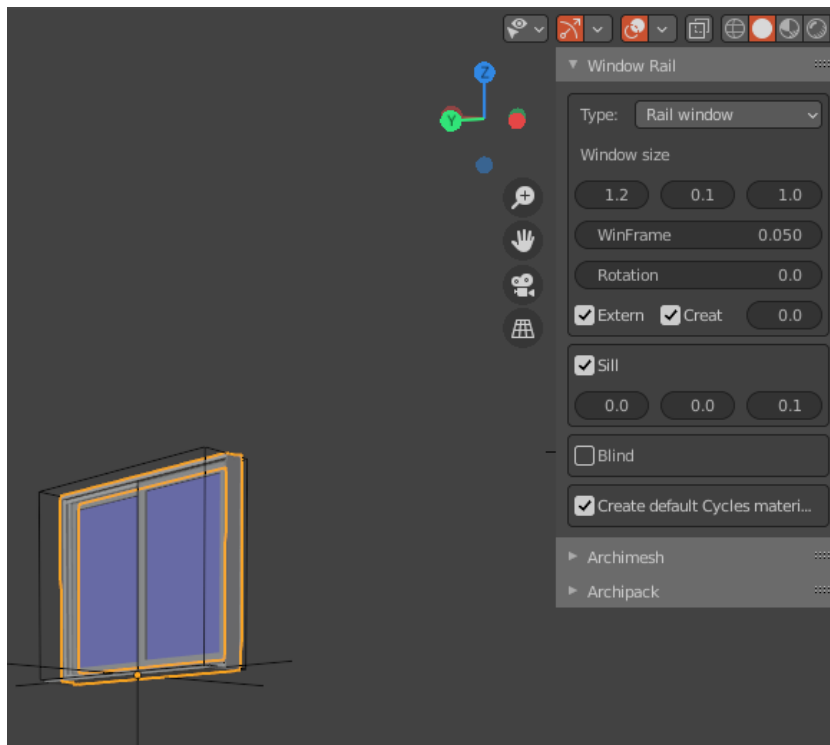 Window Rail
Z
Type: Rail window
Y
Window size
1.2 0.1 1.0
WinFrame 0.050
Rotation 0.0
Extern Creat 0.0
Sill
0.0 0.0 0.1
Blind
Create default Cycles materi...
Archimesh
Archipack